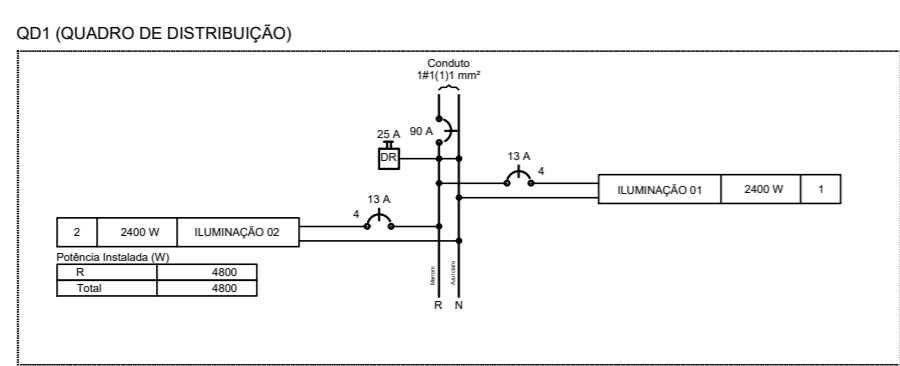 QD1 (QUADRO DE DISTRIBUIÇÃO)
Conduto
1#1(1)1 mm²
25 A
90 A
DR
13 A
4
ILUMINAÇÃO 01 2400 W 1
13 A
4
2 2400 W ILUMINAÇÃO 02
Potência Instalada (W)
R 4800
Total 4800
Marrom
R N